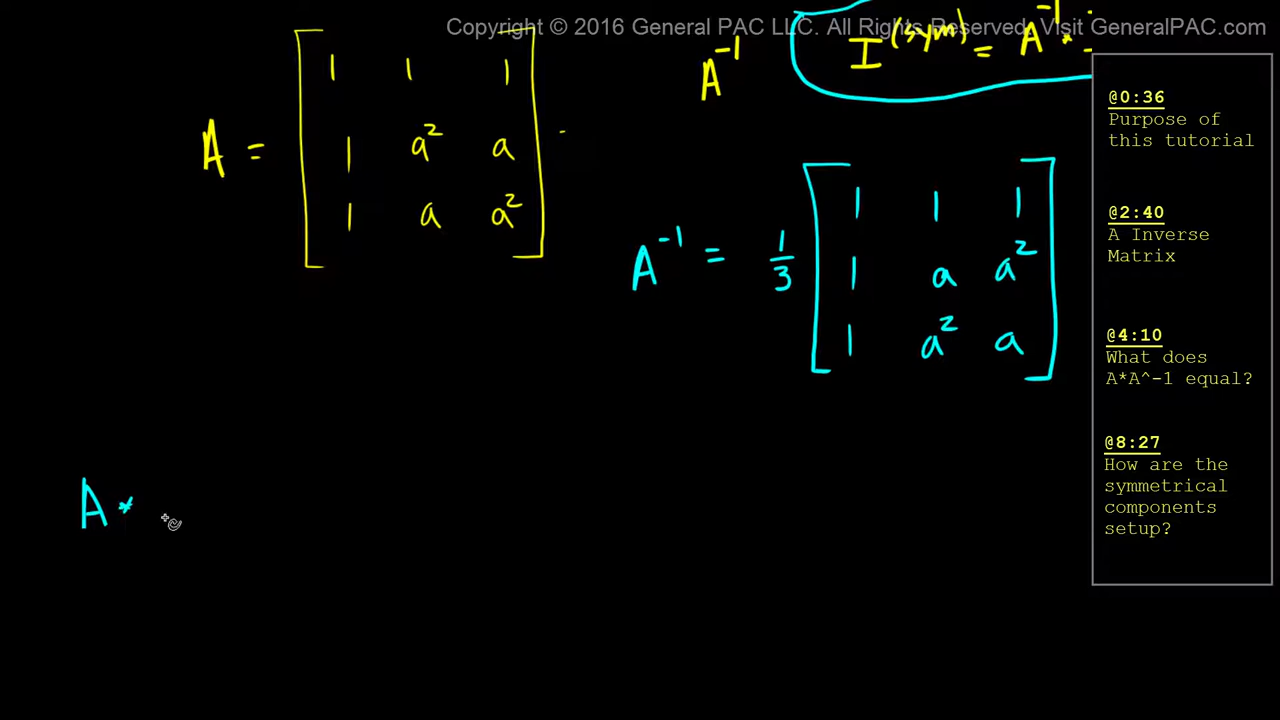 Copyright © 2016 General PAC LLC. All Rights Reserved. Visit GeneralPAC.com
A⁻¹ I^(sym) = A⁻¹ *
A = [ 1 1 1
1 a² a
1 a a² ]
A⁻¹ = 1/3 [ 1 1 1
1 a a²
1 a² a ]
A *
@0:36
Purpose of
this tutorial
@2:40
A Inverse
Matrix
@4:10
What does
A*A^-1 equal?
@8:27
How are the
symmetrical
components
setup?